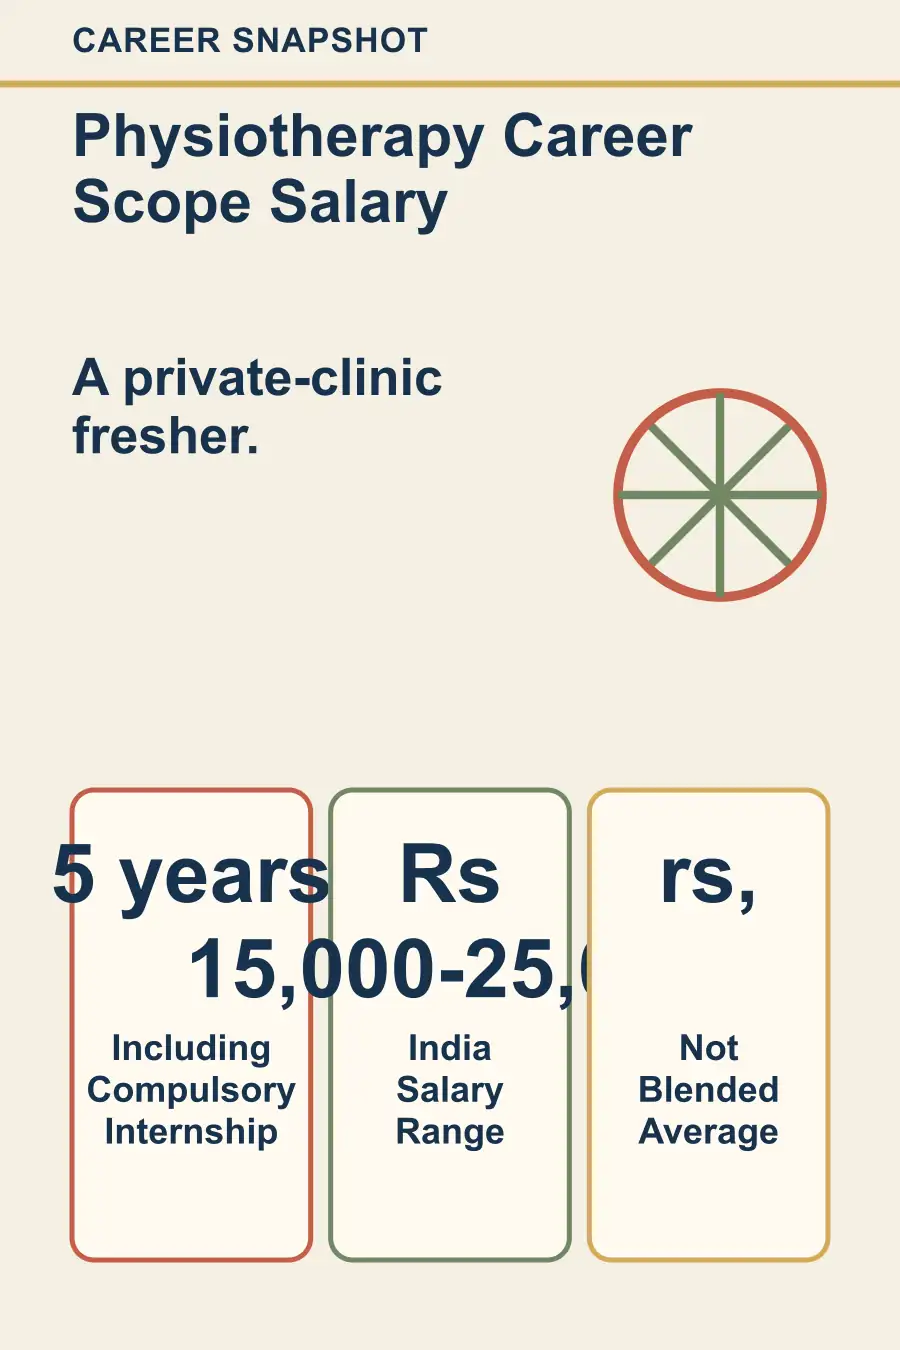 CAREER SNAPSHOT
Physiotherapy Career
Scope Salary
A private-clinic
fresher.
5 years
Including
Compulsory
Internship
Rs
15,000-25,
India
Salary
Range
rs,
Not
Blended
Average